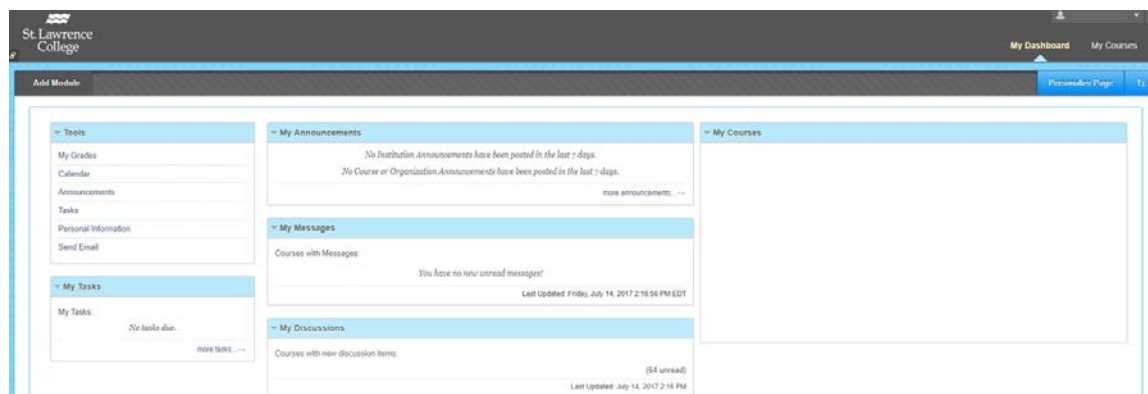 St. Lawrence
College
My Dashboard
My Courses
Add Module
Personalize Page
Tools
My Grades
Calendar
Announcements
Tasks
Personal Information
Send Email
My Tasks
My Tasks:
No tasks due.
more tasks...
My Announcements
No Institution Announcements have been posted in the last 7 days.
No Course or Organization Announcements have been posted in the last 7 days.
more announcements...
My Messages
Courses with Messages:
You have no new unread messages!
Last Updated: Friday, July 14, 2017 2:16:56 PM EDT
My Discussions
Courses with new discussion items:
(64 unread)
Last Updated: July 14, 2017 2:16 PM
My Courses